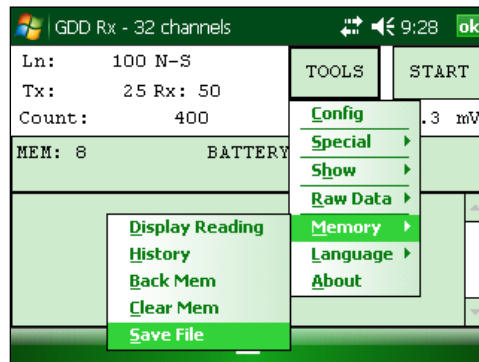 GDD Rx - 32 channels 9:28 ok
Ln: 100 N-S
Tx: 25 Rx: 50
Count: 400
TOOLS
START
.3 mV
MEM: 8 BATTERY
Config
Special
Show
Raw Data
Memory
Language
About
Display Reading
History
Back Mem
Clear Mem
Save File